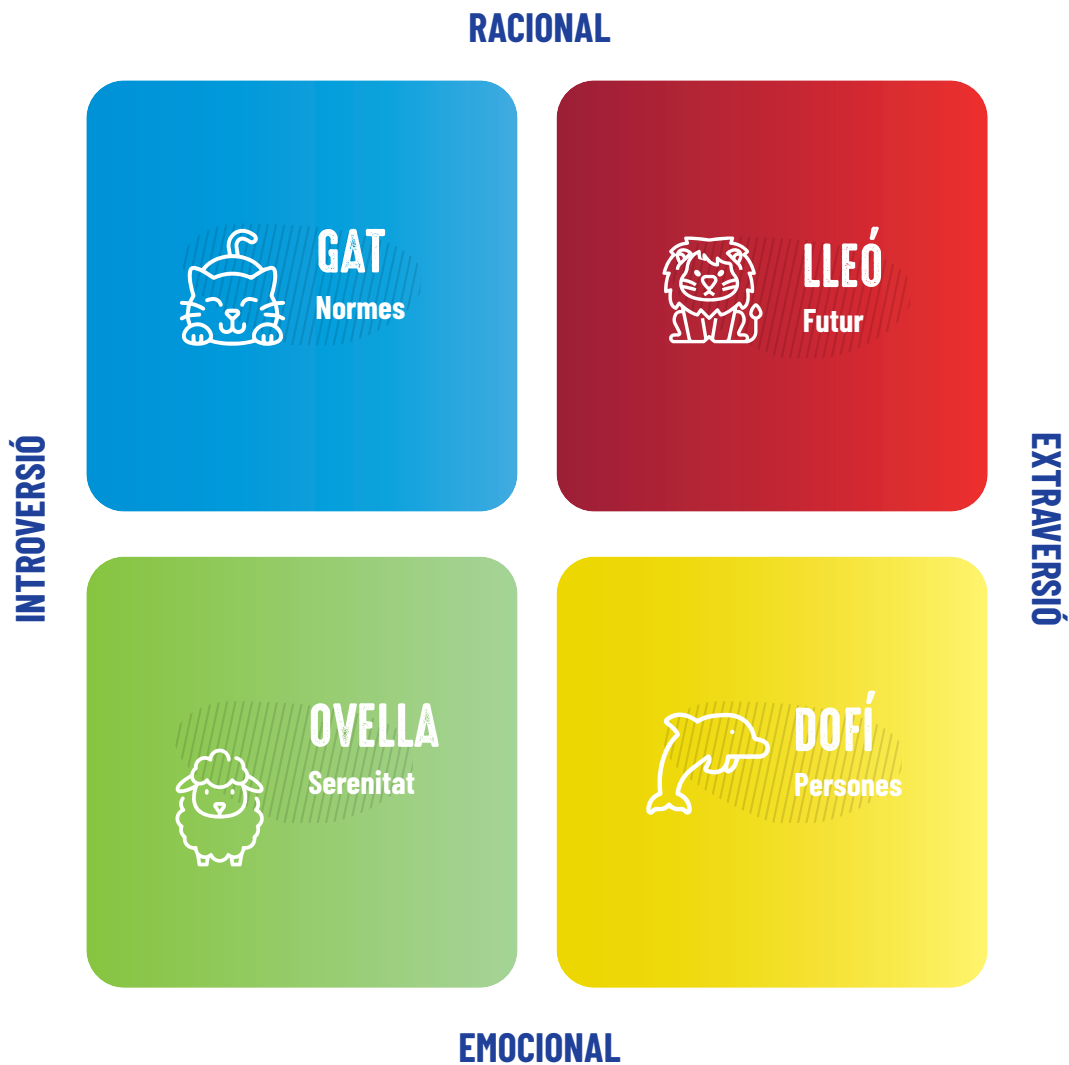 RACIONAL
GAT
Normes
LLEÓ
Futur
INTROVERSIÓ
EXTRAVERSIÓ
OVELLA
Serenitat
DOFÍ
Persones
EMOCIONAL